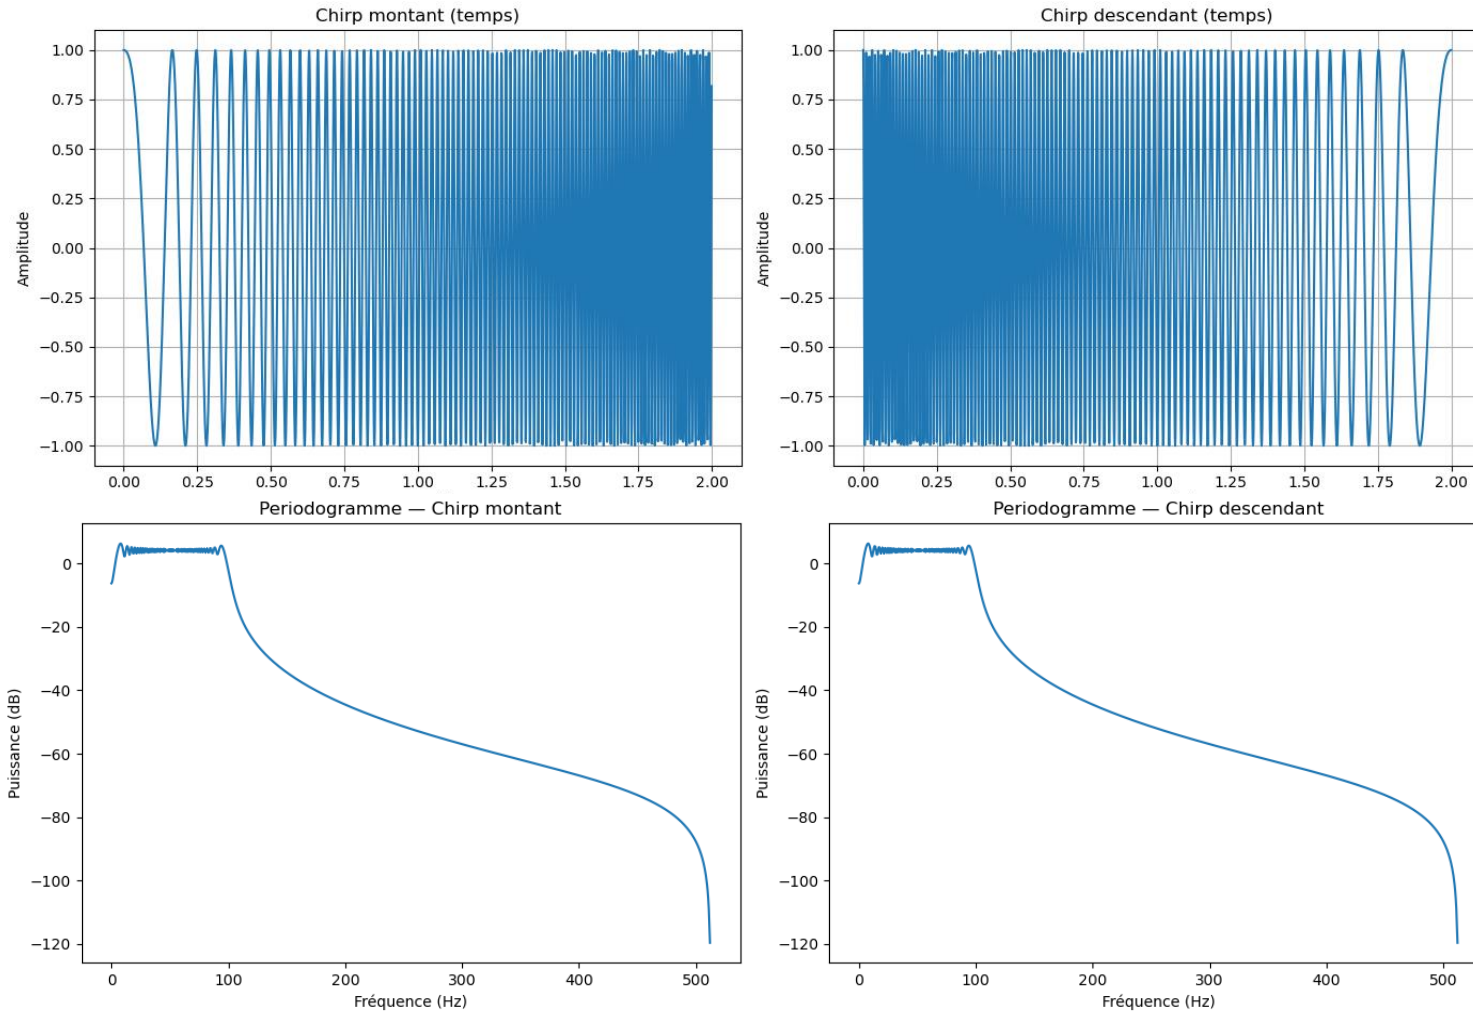 Chirp montant (temps)
Chirp descendant (temps)
1.00
0.75
0.50
0.25
0.00
−0.25
−0.50
−0.75
−1.00
Amplitude
0.00 0.25 0.50 0.75 1.00 1.25 1.50 1.75 2.00
1.00
0.75
0.50
0.25
0.00
−0.25
−0.50
−0.75
−1.00
Amplitude
0.00 0.25 0.50 0.75 1.00 1.25 1.50 1.75 2.00
Periodogramme — Chirp montant
Periodogramme — Chirp descendant
0
−20
−40
−60
−80
−100
−120
Puissance (dB)
0 100 200 300 400 500
Fréquence (Hz)
0
−20
−40
−60
−80
−100
−120
Puissance (dB)
0 100 200 300 400 500
Fréquence (Hz)